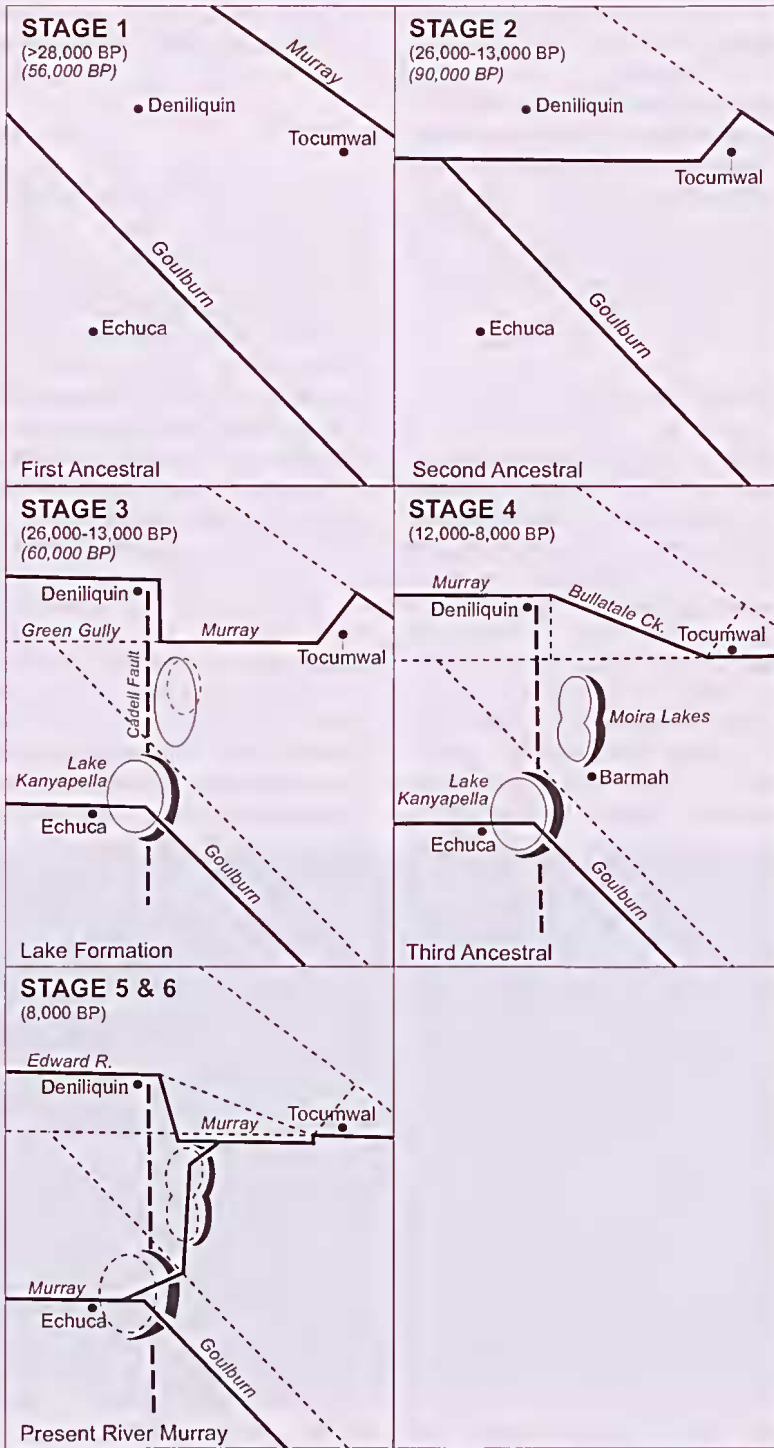 STAGE 1
(>28,000 BP)
(56,000 BP)
Murray
Deniliquin
Tocumwal
Goulburn
Echuca
First Ancestral
STAGE 2
(26,000-13,000 BP)
(90,000 BP)
Deniliquin
Tocumwal
Goulburn
Echuca
Second Ancestral
STAGE 3
(26,000-13,000 BP)
(60,000 BP)
Deniliquin
Green Gully
Murray
Tocumwal
Cadell Fault
Lake
Kanyapella
Echuca
Goulburn
Lake Formation
STAGE 4
(12,000-8,000 BP)
Murray
Deniliquin
Bullatale Ck.
Tocumwal
Moira Lakes
Lake
Kanyapella
Barmah
Echuca
Goulburn
Third Ancestral
STAGE 5 & 6
(8,000 BP)
Edward R.
Deniliquin
Tocumwal
Murray
Murray
Echuca
Goulburn
Present River Murray